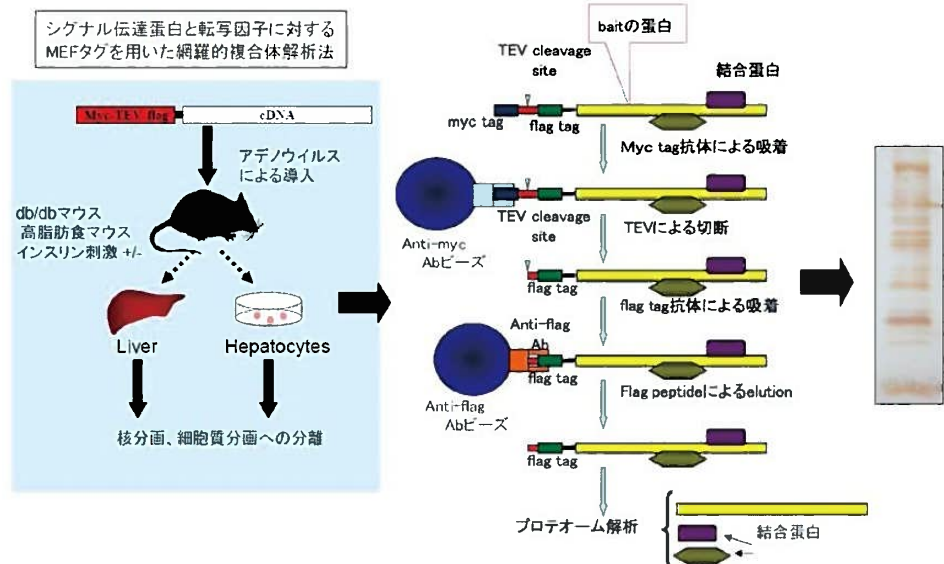 シグナル伝達蛋白と転写因子に対する
MEFタグを用いた網羅的複合体解析法
Myc-TEV-flag
cDNA
アデノウイルス
による導入
db/dbマウス
高脂肪食マウス
インスリン刺激 +/-
Liver
Hepatocytes
核分画、細胞質分画への分離
baitの蛋白
TEV cleavage
site
結合蛋白
myc tag
flag tag
Myc tag抗体による吸着
Anti-myc
Abビーズ
TEV cleavage
site
TEVによる切断
flag tag
flag tag抗体による吸着
Anti-flag
Ab
flag tag
Anti-flag
Abビーズ
Flag peptideによるelution
flag tag
プロテオーム解析
結合蛋白